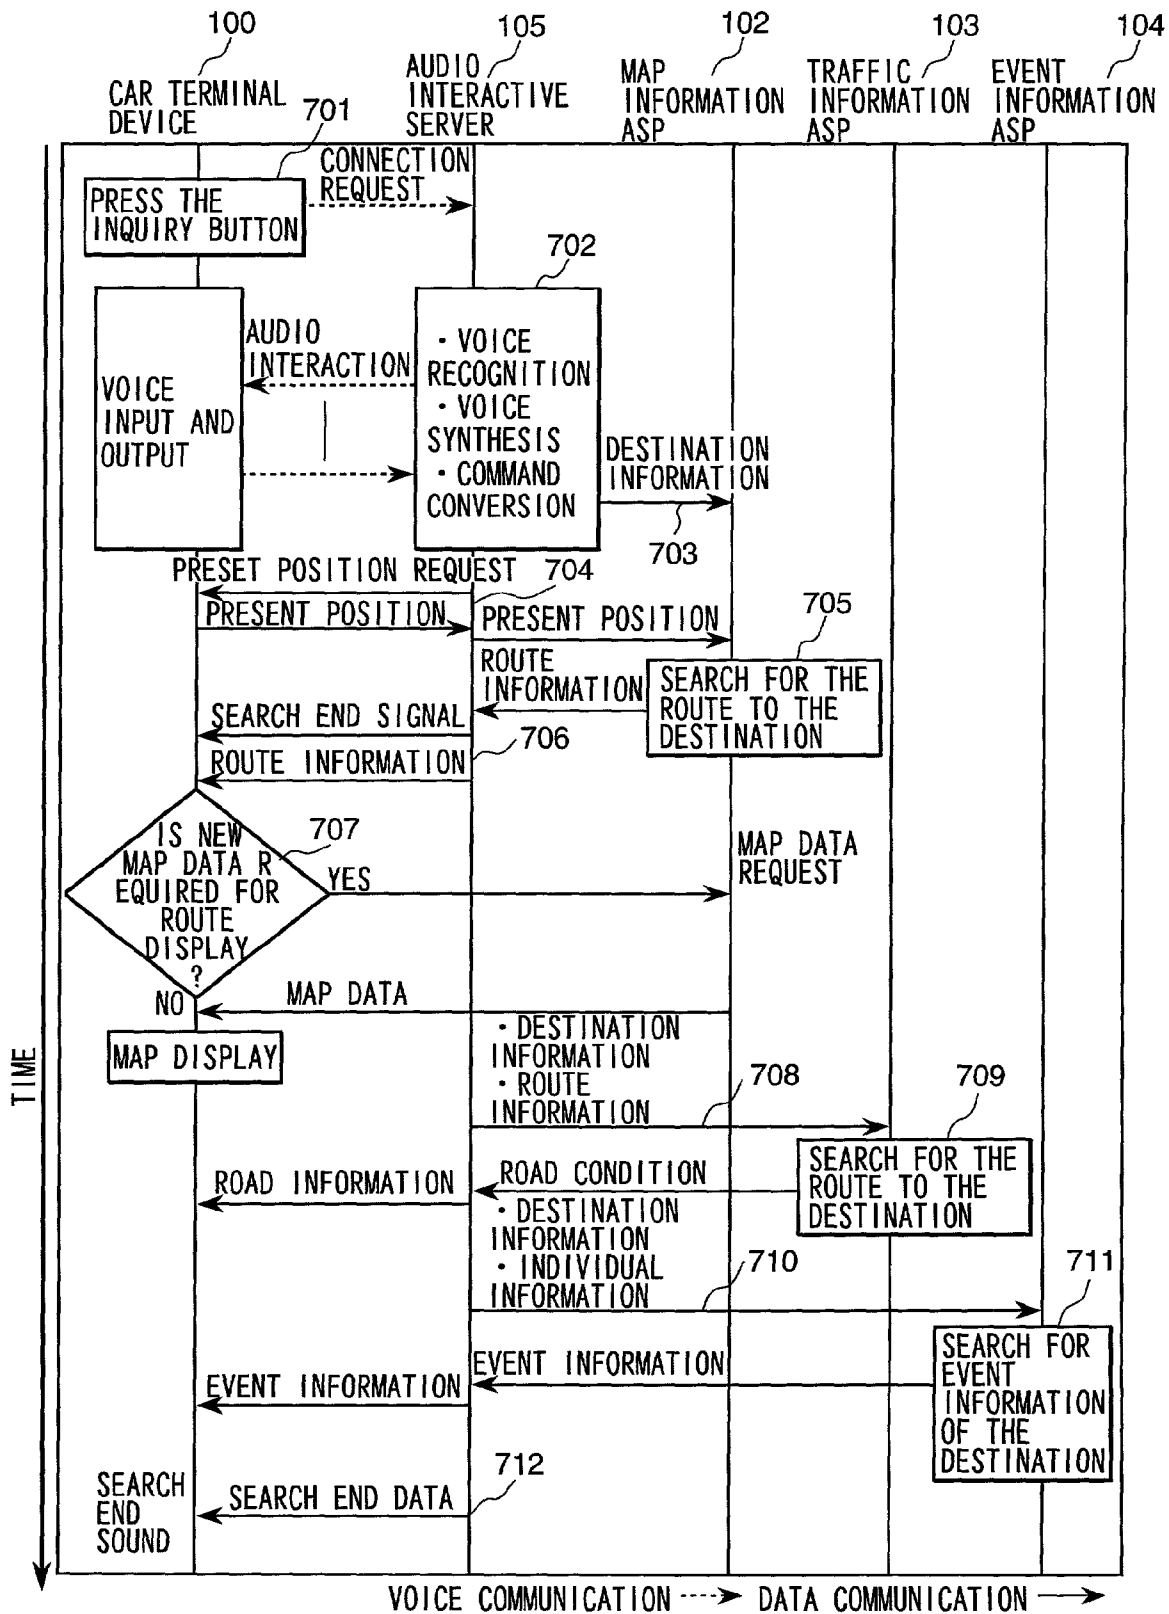 100
105
102
103
104
CAR TERMINAL
DEVICE
AUDIO
INTERACTIVE
SERVER
MAP
INFORMATION
ASP
TRAFFIC
INFORMATION
ASP
EVENT
INFORMATION
ASP
701
CONNECTION
REQUEST
PRESS THE
INQUIRY BUTTON
702
AUDIO
INTERACTION
VOICE
INPUT AND
OUTPUT
・VOICE
RECOGNITION
・VOICE
SYNTHESIS
・COMMAND
CONVERSION
DESTINATION
INFORMATION
703
PRESET POSITION REQUEST
704
PRESENT POSITION
PRESENT POSITION
705
ROUTE
INFORMATION
SEARCH FOR THE
ROUTE TO THE
DESTINATION
SEARCH END SIGNAL
706
ROUTE INFORMATION
IS NEW
MAP DATA R
EQUIRED FOR
ROUTE
DISPLAY
?
707
YES
MAP DATA
REQUEST
NO
MAP DATA
MAP DISPLAY
・DESTINATION
INFORMATION
・ROUTE
INFORMATION
708
709
ROAD CONDITION
SEARCH FOR THE
ROUTE TO THE
DESTINATION
ROAD INFORMATION
・DESTINATION
INFORMATION
・INDIVIDUAL
INFORMATION
710
711
EVENT INFORMATION
SEARCH FOR
EVENT
INFORMATION
OF THE
DESTINATION
EVENT INFORMATION
712
SEARCH
END
SOUND
SEARCH END DATA
TIME
VOICE COMMUNICATION
DATA COMMUNICATION